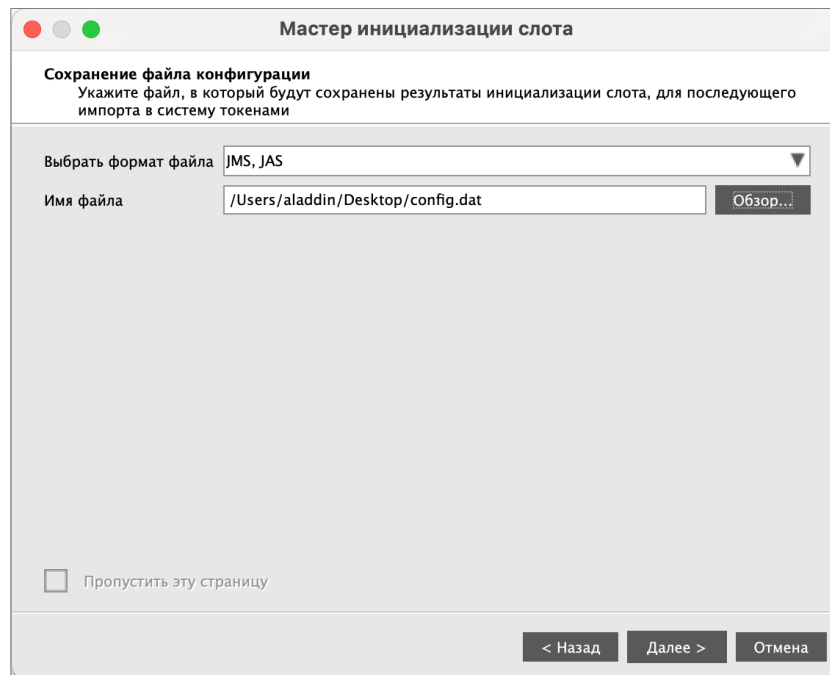 Мастер инициализации слота
Сохранение файла конфигурации
Укажите файл, в который будут сохранены результаты инициализации слота, для последующего
импорта в систему токенами
Выбрать формат файла JMS, JAS
Имя файла /Users/aladdin/Desktop/config.dat Обзор...
Пропустить эту страницу
< Назад Далее > Отмена